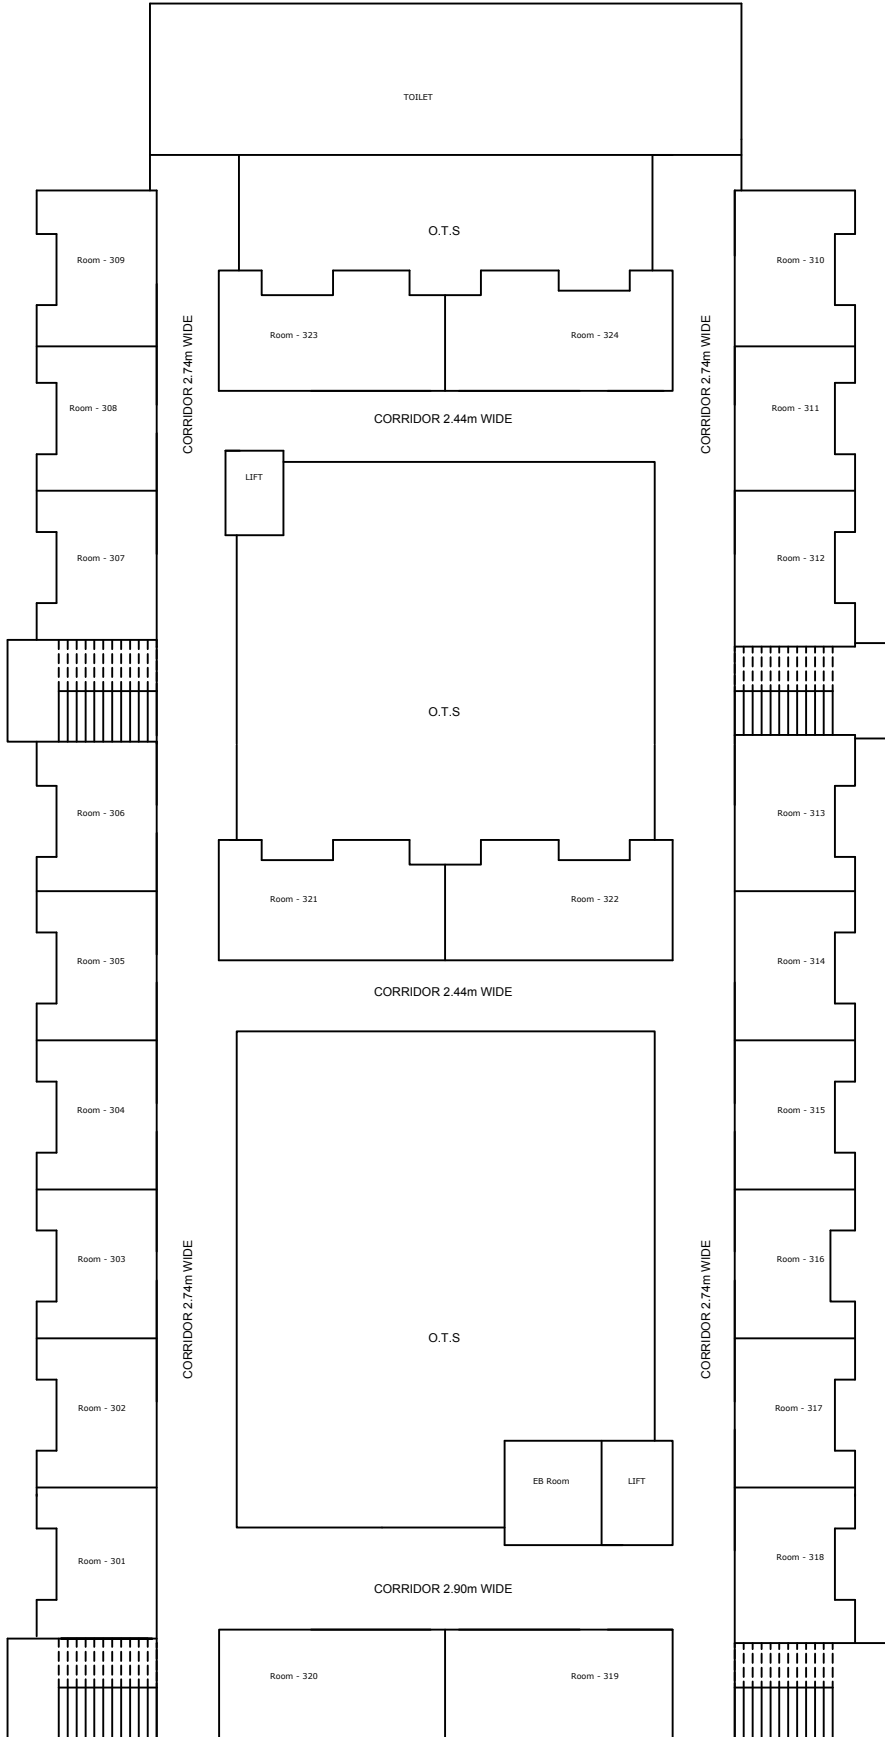 TOILET
O.T.S
Room - 309
Room - 310
Room - 323
Room - 324
CORRIDOR 2.74m WIDE
CORRIDOR 2.74m WIDE
Room - 308
Room - 311
CORRIDOR 2.44m WIDE
LIFT
Room - 307
Room - 312
O.T.S
Room - 306
Room - 313
Room - 321
Room - 322
Room - 305
Room - 314
CORRIDOR 2.44m WIDE
Room - 304
Room - 315
Room - 303
Room - 316
CORRIDOR 2.74m WIDE
CORRIDOR 2.74m WIDE
O.T.S
Room - 302
Room - 317
EB Room
LIFT
Room - 301
Room - 318
CORRIDOR 2.90m WIDE
Room - 320
Room - 319